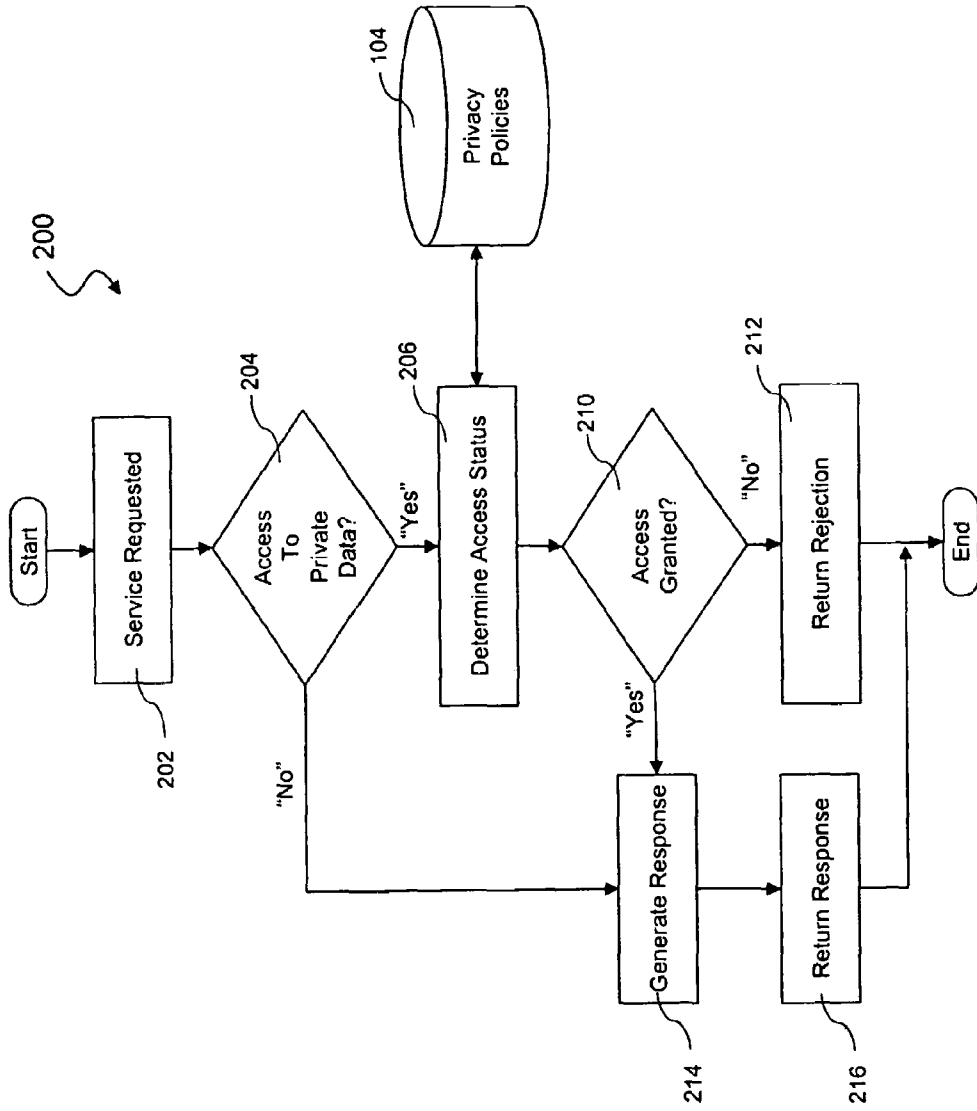 200
Start
Service Requested
202
Access
To
Private
Data?
204
"No"
"Yes"
Determine Access Status
206
Privacy
Policies
104
Access
Granted?
210
"Yes"
"No"
Generate Response
214
Return Rejection
212
Return Response
216
End